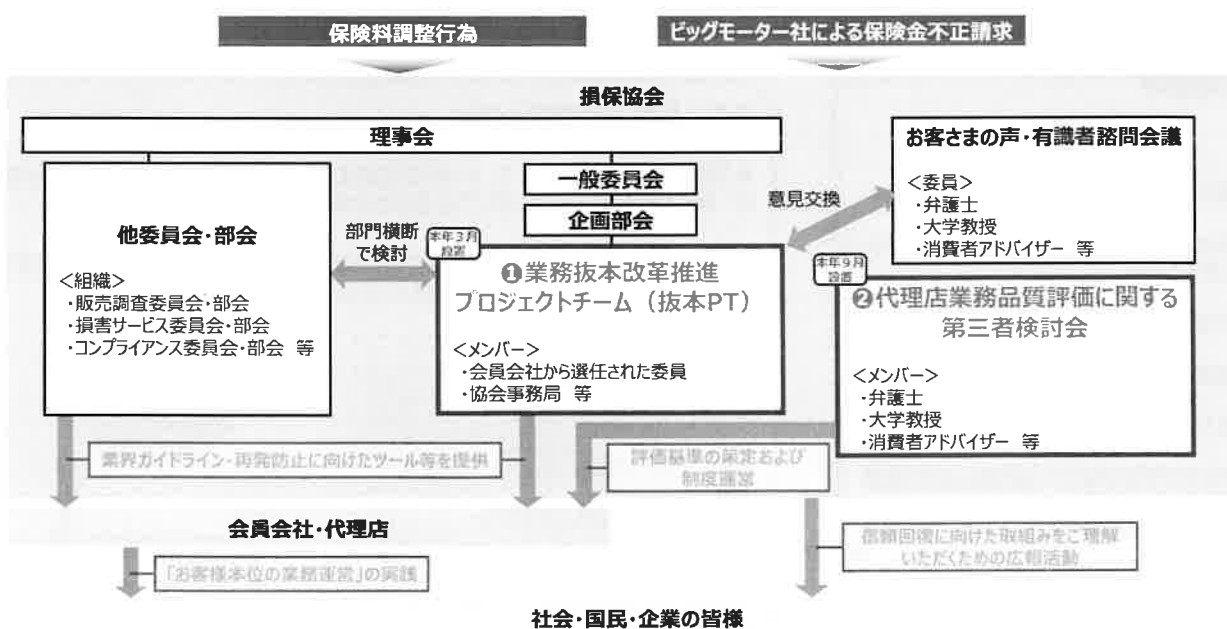 保険料調整行為
ビッグモーター社による保険金不正請求
損保協会
理事会
一般委員会
企画部会
他委員会・部会
<組織>
・販売調査委員会・部会
・損害サービス委員会・部会
・コンプライアンス委員会・部会 等
部門横断
で検討
本年3月
設置
❶業務抜本改革推進
プロジェクトチーム（抜本PT）
<メンバー>
・会員会社から選任された委員
・協会事務局 等
意見交換
お客さまの声・有識者諮問会議
<委員>
・弁護士
・大学教授
・消費者アドバイザー 等
本年9月
設置
❷代理店業務品質評価に関する
第三者検討会
<メンバー>
・弁護士
・大学教授
・消費者アドバイザー 等
業界ガイドライン・再発防止に向けたツール等を提供
評価基準の策定および
制度運営
会員会社・代理店
「お客様本位の業務運営」の実践
信頼回復に向けた取組みをご理解
いただくための広報活動
社会・国民・企業の皆様